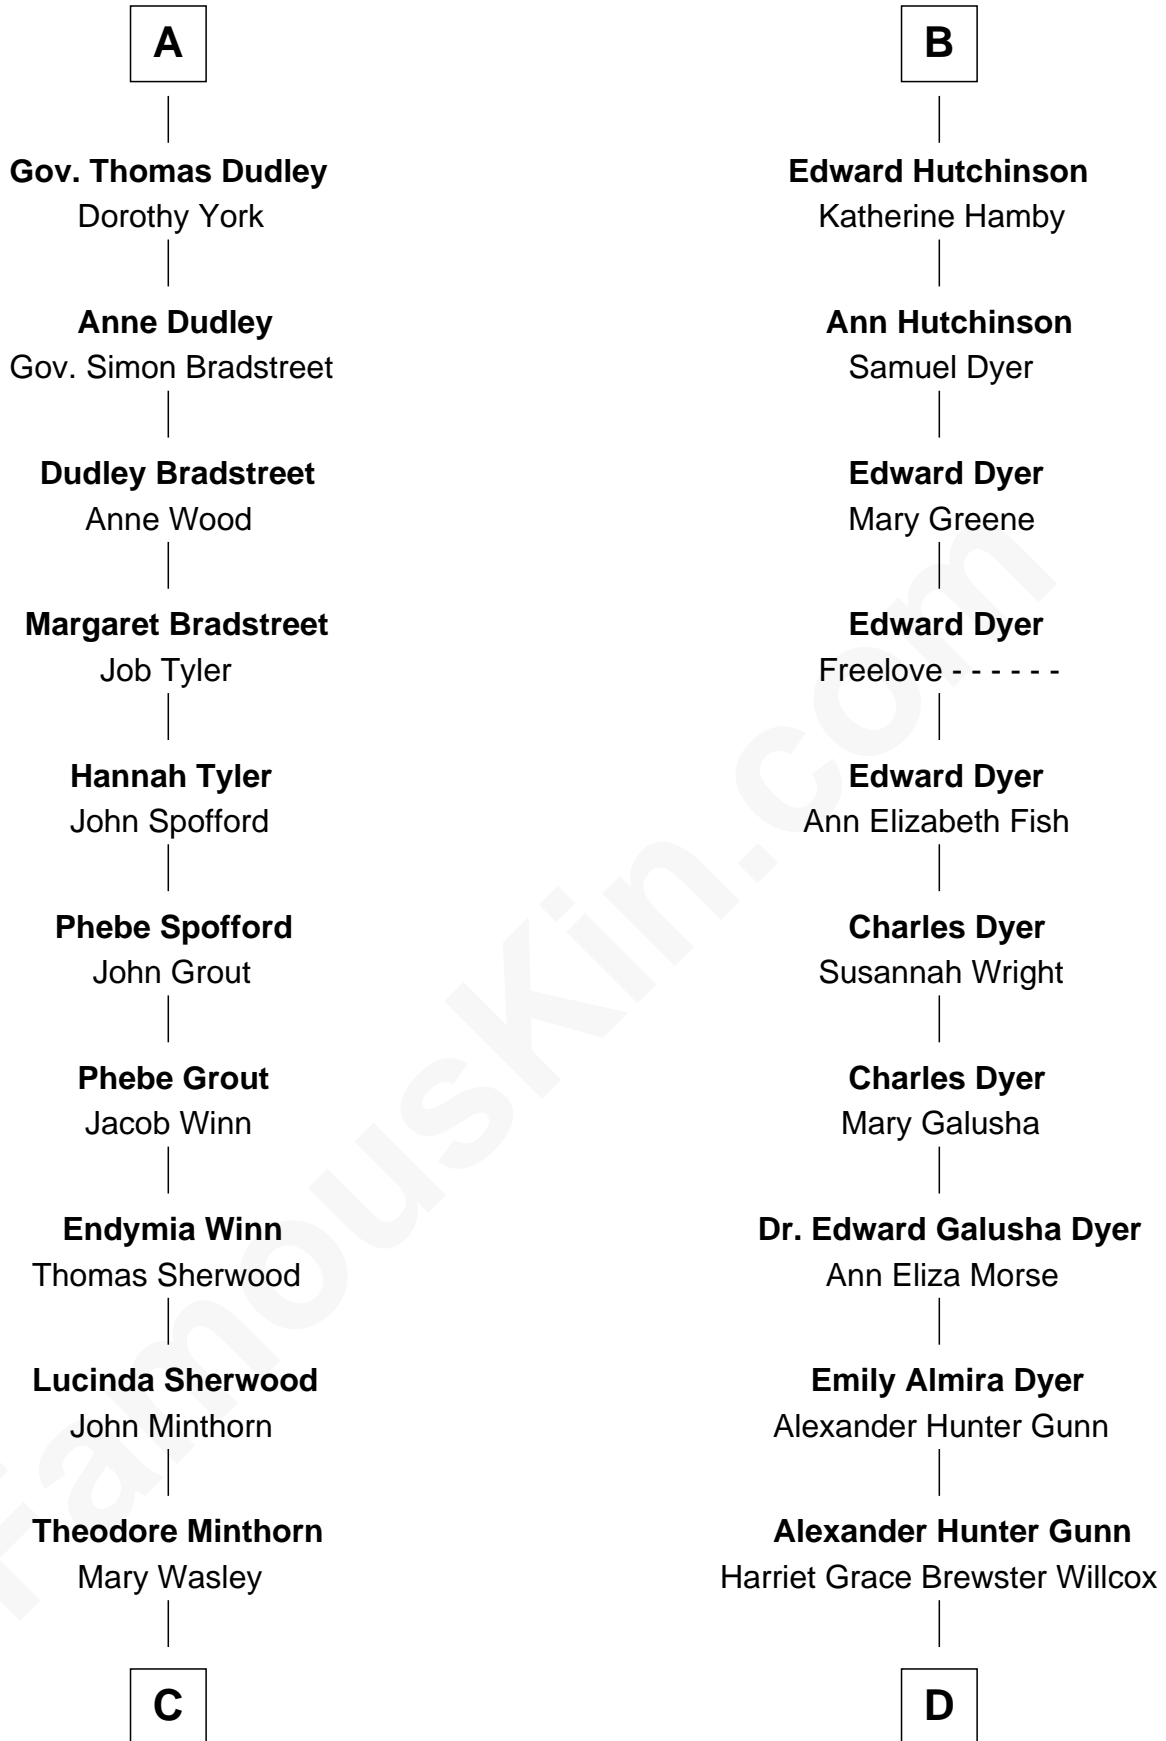 A
Gov. Thomas Dudley
Dorothy York
Anne Dudley
Gov. Simon Bradstreet
Dudley Bradstreet
Anne Wood
Margaret Bradstreet
Job Tyler
Hannah Tyler
John Spofford
Phebe Spofford
John Grout
Phebe Grout
Jacob Winn
Endymia Winn
Thomas Sherwood
Lucinda Sherwood
John Minthorn
Theodore Minthorn
Mary Wasley
C
B
Edward Hutchinson
Katherine Hamby
Ann Hutchinson
Samuel Dyer
Edward Dyer
Mary Greene
Edward Dyer
Freelove - - - - - -
Edward Dyer
Ann Elizabeth Fish
Charles Dyer
Susannah Wright
Charles Dyer
Mary Galusha
Dr. Edward Galusha Dyer
Ann Eliza Morse
Emily Almira Dyer
Alexander Hunter Gunn
Alexander Hunter Gunn
Harriet Grace Brewster Willcox
D
FamousKin.com